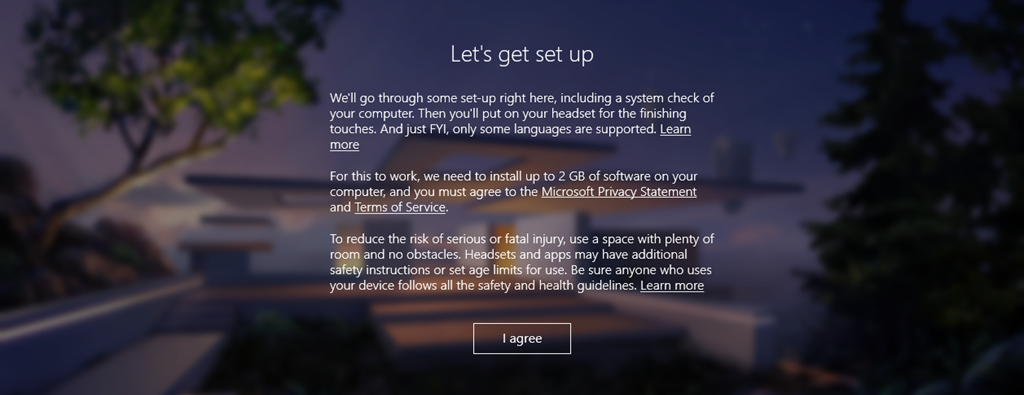 Let's get set up
We'll go through some set-up right here, including a system check of
your computer. Then you'll put on your headset for the finishing
touches. And just FYI, only some languages are supported. Learn
more
For this to work, we need to install up to 2 GB of software on your
computer, and you must agree to the Microsoft Privacy Statement
and Terms of Service.
To reduce the risk of serious or fatal injury, use a space with plenty of
room and no obstacles. Headsets and apps may have additional
safety instructions or set age limits for use. Be sure anyone who uses
your device follows all the safety and health guidelines. Learn more
I agree